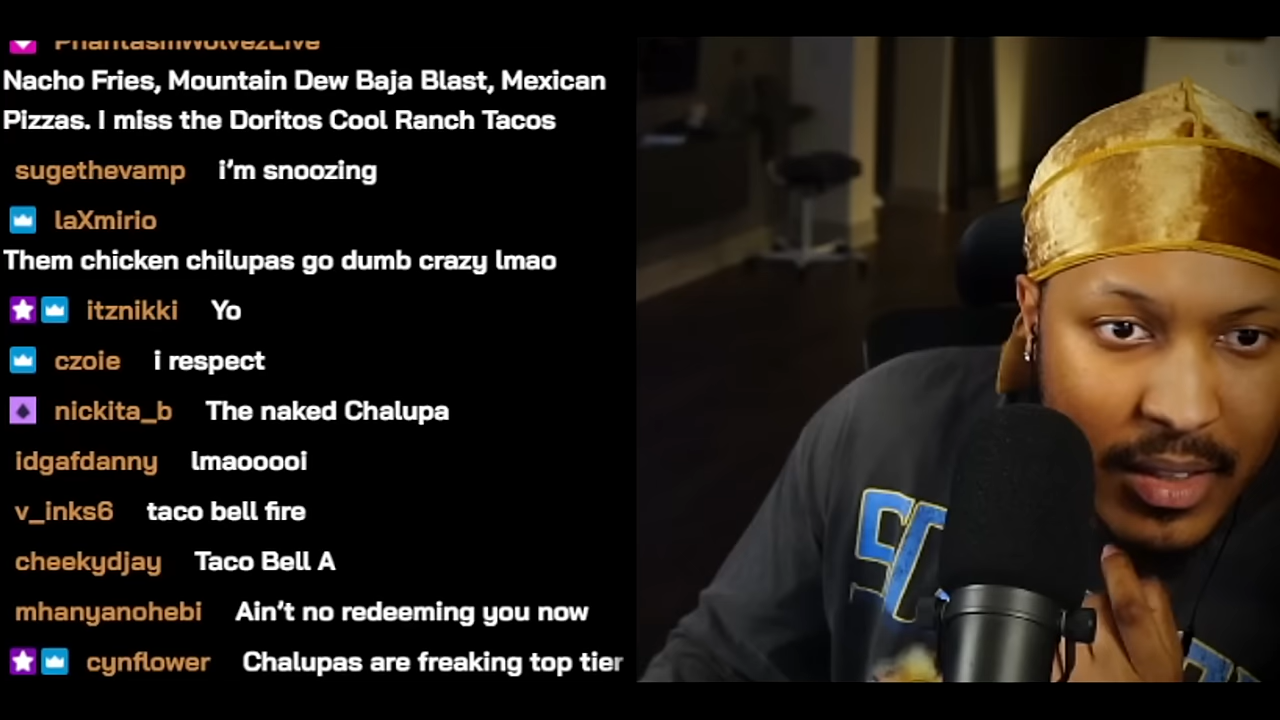 PhantasmWolvezLive
Nacho Fries, Mountain Dew Baja Blast, Mexican
Pizzas. I miss the Doritos Cool Ranch Tacos
sugethevamp i'm snoozing
laXmirio
Them chicken chilupas go dumb crazy lmao
itznikki Yo
czoie i respect
nickita_b The naked Chalupa
idgafdanny lmaooooi
v_inks6 taco bell fire
cheekydjay Taco Bell A
mhanyanohebi Ain't no redeeming you now
cynflower Chalupas are freaking top tier